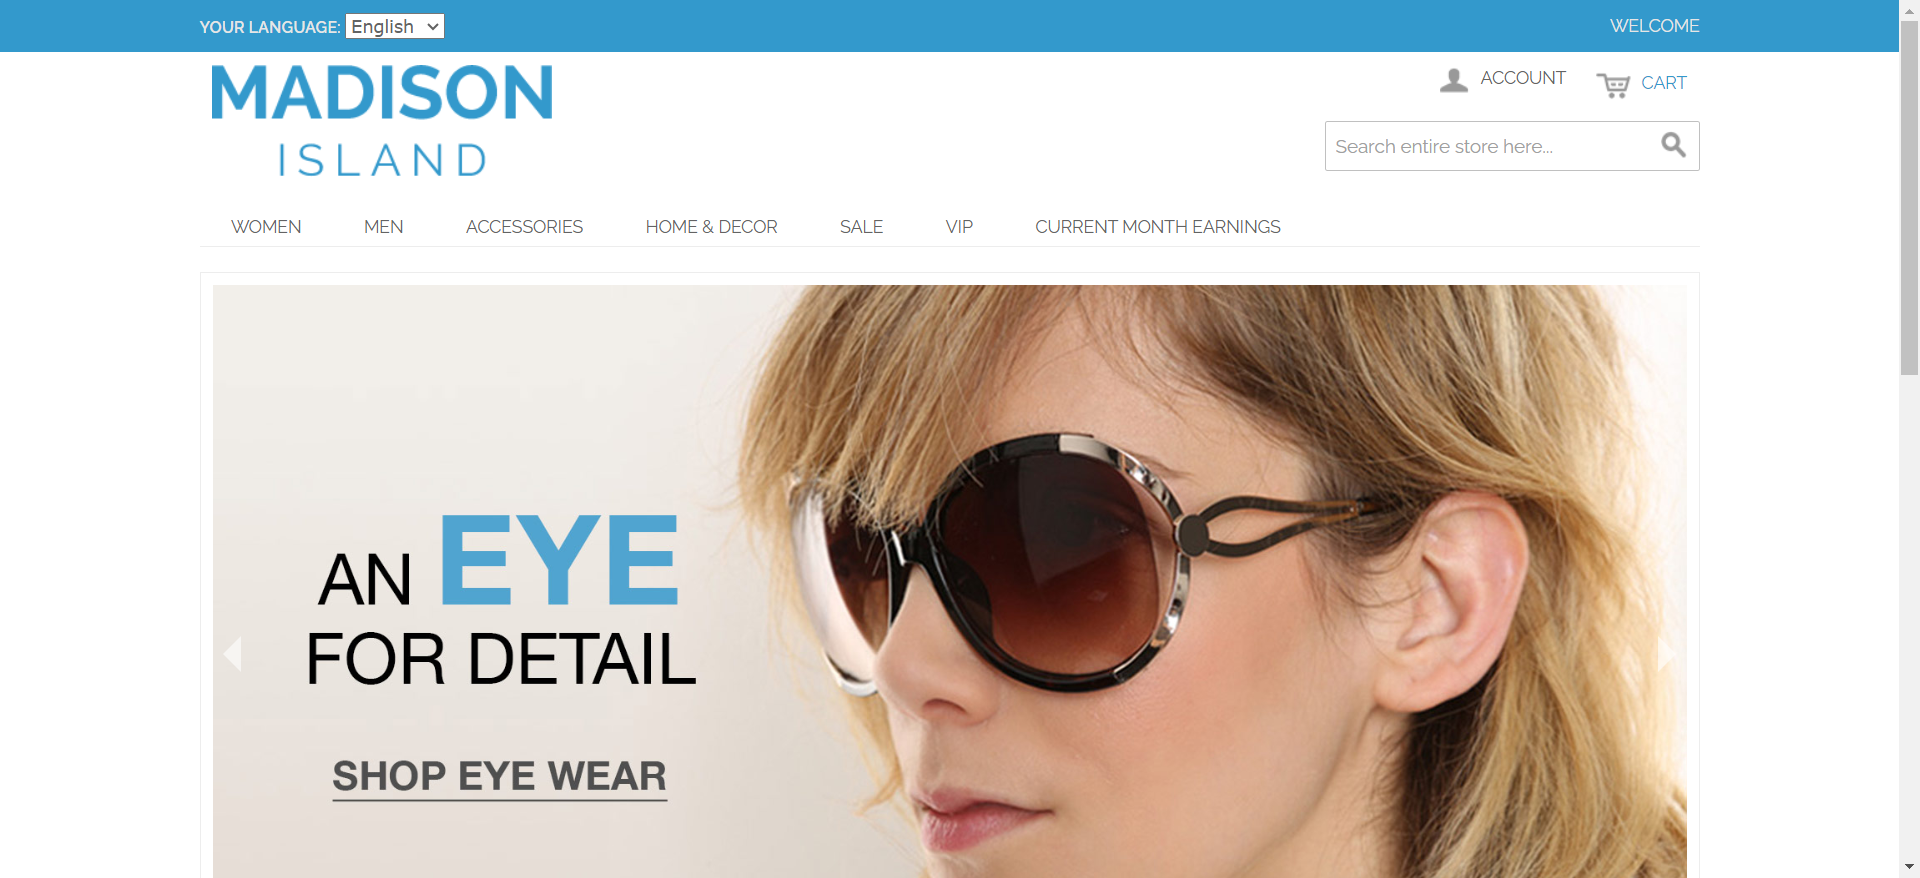 YOUR LANGUAGE: English
WELCOME
MADISON
ISLAND
ACCOUNT
CART
Search entire store here...
WOMEN
MEN
ACCESSORIES
HOME & DECOR
SALE
VIP
CURRENT MONTH EARNINGS
AN EYE
FOR DETAIL
SHOP EYE WEAR